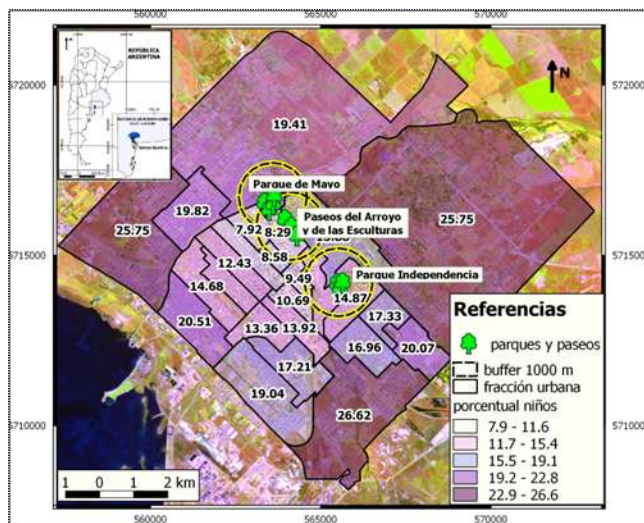 560000 565000 570000
REPÚBLICA
ARGENTINA
N
5720000 5720000
19.41
Parque de Mayo
19.82
Paseos del Arroyo
y de las Esculturas
25.75 25.75
7.92 8.29
5715000 5715000
8.58
12.43
9.49
Parque Independencia
14.68
10.69 14.87
17.33
20.51
13.36 13.92
16.96 20.07
17.21
19.04
5710000 5710000
26.62
Referencias
parques y paseos
buffer 1000 m
fracción urbana
porcentual niños
7.9 - 11.6
11.7 - 15.4
15.5 - 19.1
19.2 - 22.8
22.9 - 26.6
1 0 1 2 km
560000 565000 570000